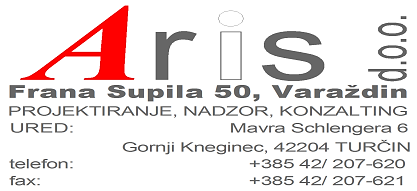 Aris d.o.o.
Frana Supila 50, Varaždin
PROJEKTIRANJE, NADZOR, KONZALTING
URED: Mavra Schlengera 6
Gornji Kneginec, 42204 TURČIN
telefon: +385 42/ 207-620
fax: +385 42/ 207-621